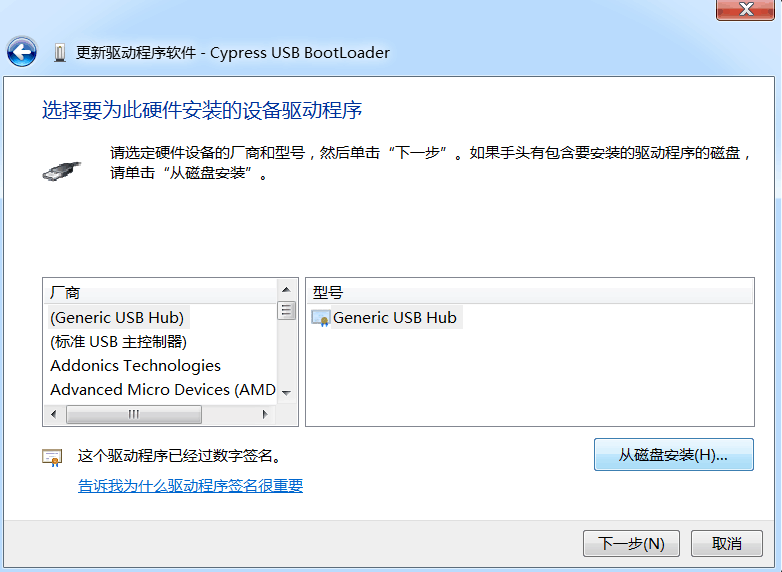 更新驱动程序软件 - Cypress USB BootLoader
选择要为此硬件安装的设备驱动程序
请选定硬件设备的厂商和型号，然后单击“下一步”。如果手头有包含要安装的驱动程序的磁盘，
请单击“从磁盘安装”。
厂商
(Generic USB Hub)
(标准 USB 主控制器)
Addonics Technologies
Advanced Micro Devices (AMD
型号
Generic USB Hub
这个驱动程序已经过数字签名。
从磁盘安装(H)...
告诉我为什么驱动程序签名很重要
下一步(N)
取消